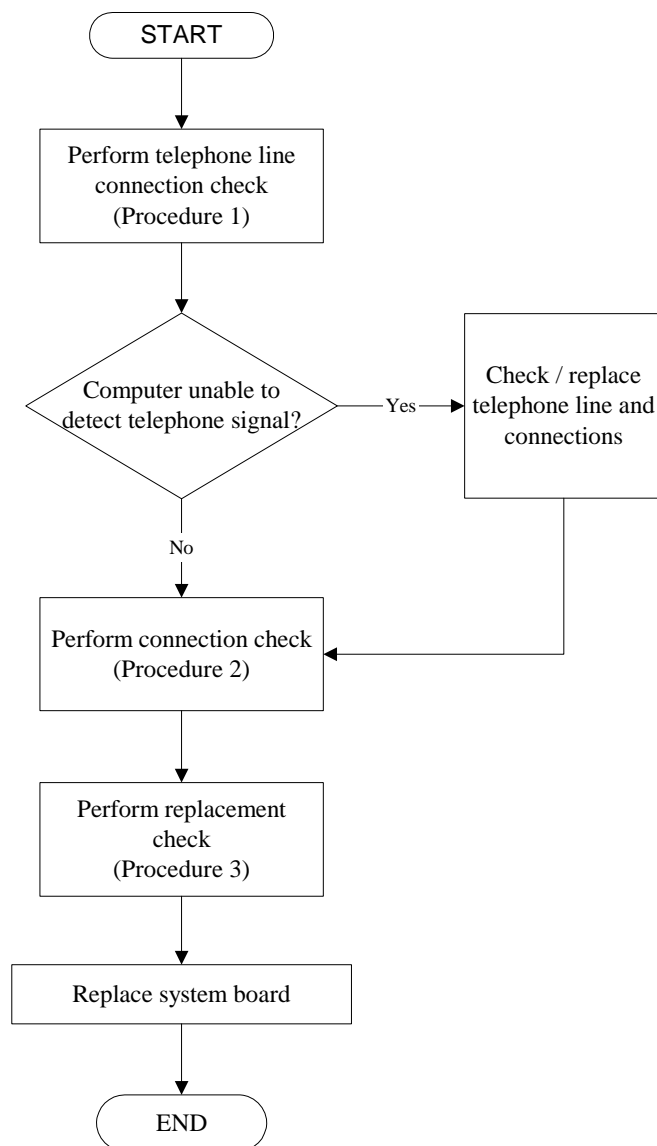 START
Perform telephone line
connection check
(Procedure 1)
Computer unable to
detect telephone signal?
Yes
Check / replace
telephone line and
connections
No
Perform connection check
(Procedure 2)
Perform replacement
check
(Procedure 3)
Replace system board
END